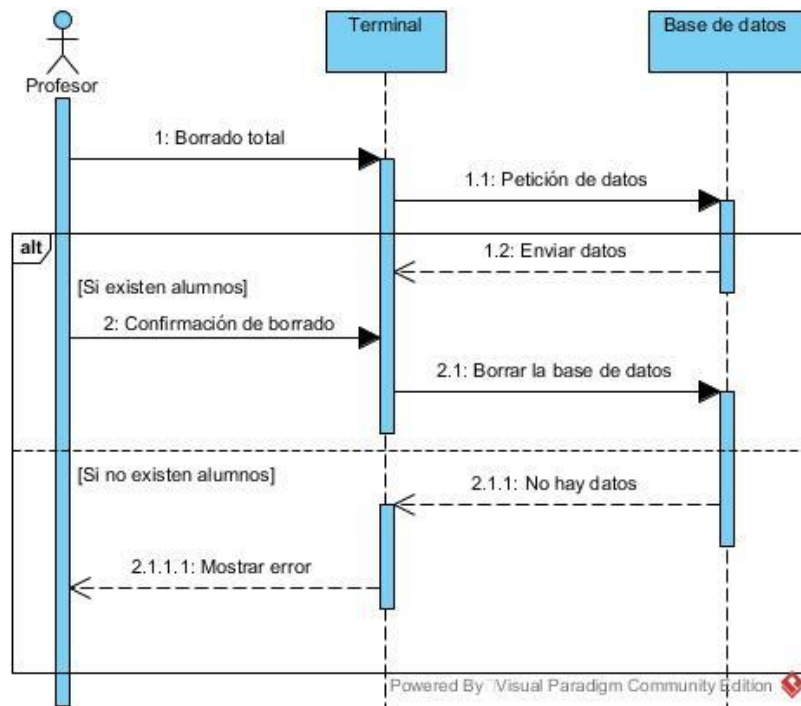 Terminal
Base de datos
Profesor
1: Borrado total
1.1: Petición de datos
alt
1.2: Enviar datos
[Si existen alumnos]
2: Confirmación de borrado
2.1: Borrar la base de datos
[Si no existen alumnos]
2.1.1: No hay datos
2.1.1.1: Mostrar error
Powered By Visual Paradigm Community Edition